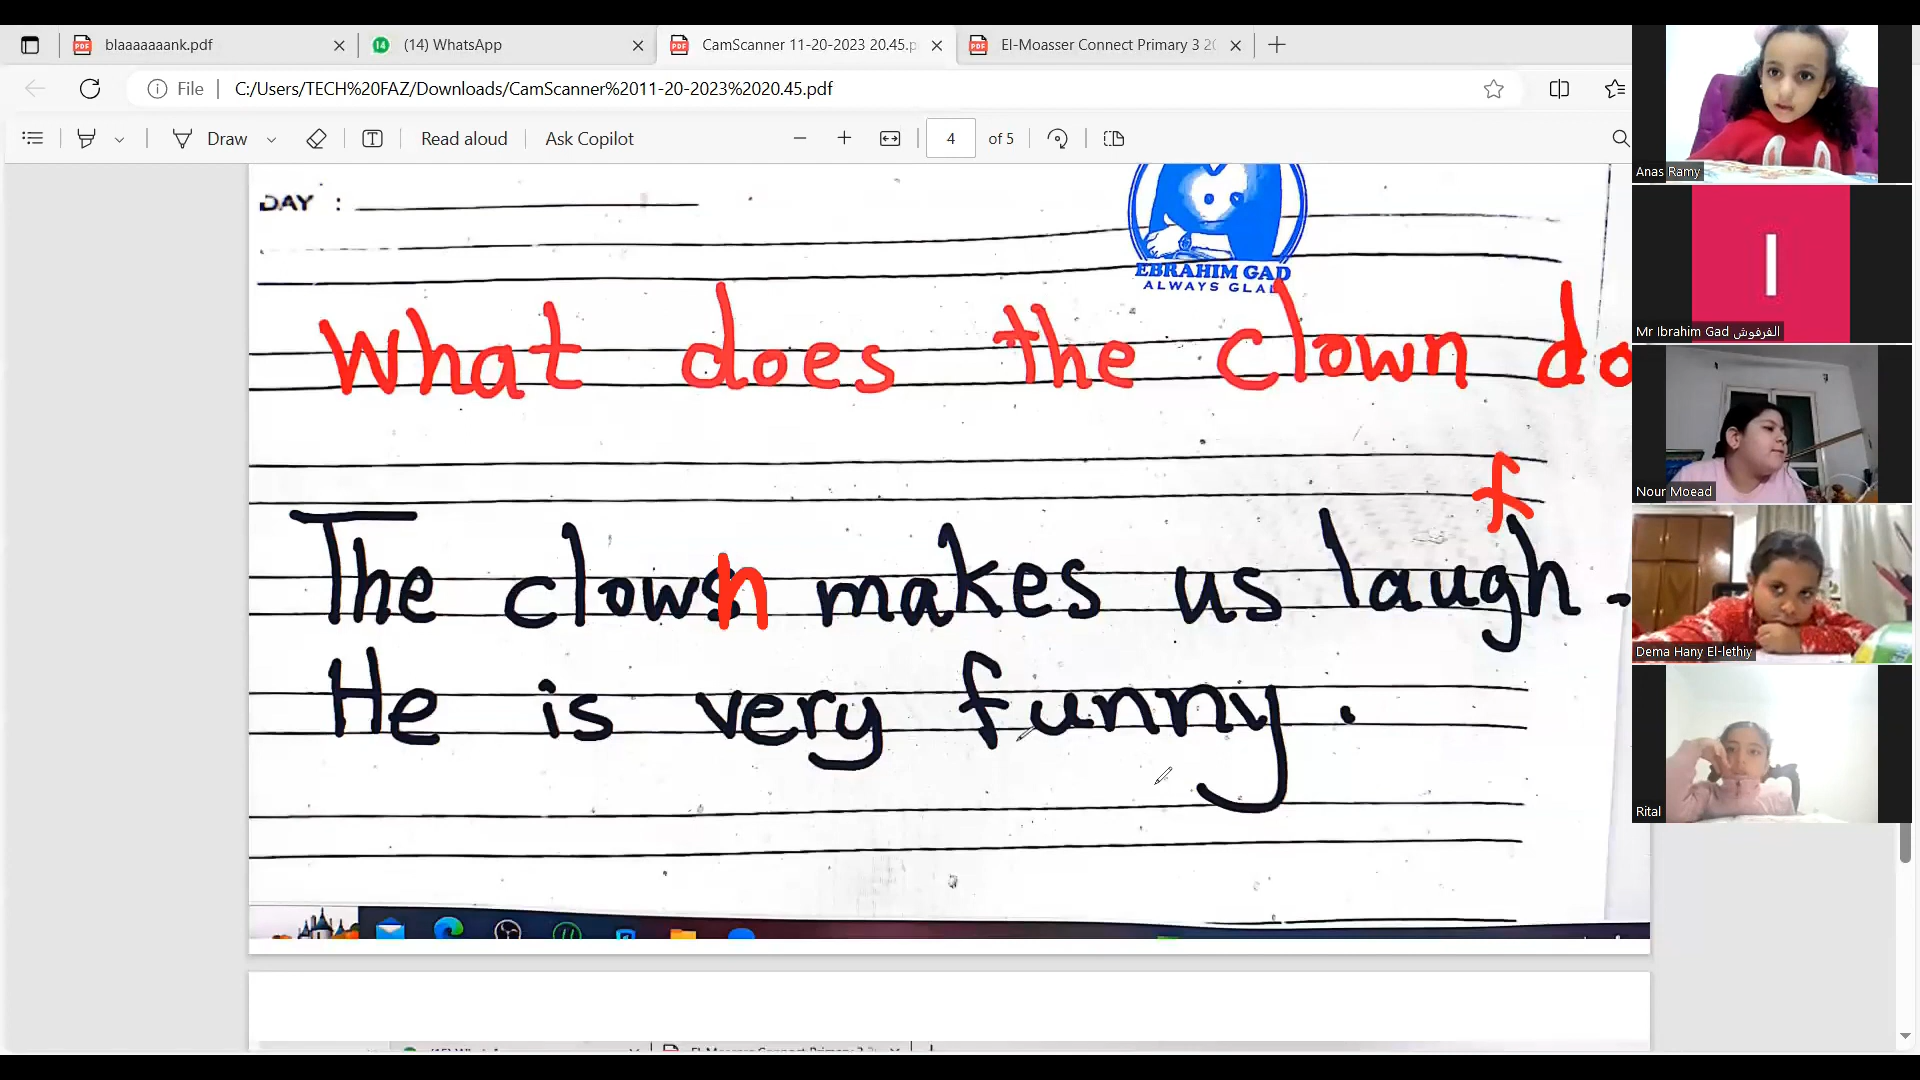 blaaaaaaank.pdf
(14) WhatsApp
CamScanner 11-20-2023 20.45.p
El-Moasser Connect Primary 3 20
File
C:/Users/TECH%20FAZ/Downloads/CamScanner%2011-20-2023%2020.45.pdf
Draw
Read aloud
Ask Copilot
4
of 5
DAY :
EBRAHIM GAD
ALWAYS GLAD
What does the clown do
f
The clown makes us laugh.
He is very funny.
Anas Ramy
I
Mr Ibrahim Gad الفرفوش
Nour Moead
Dema Hany El-lethiy
Rital